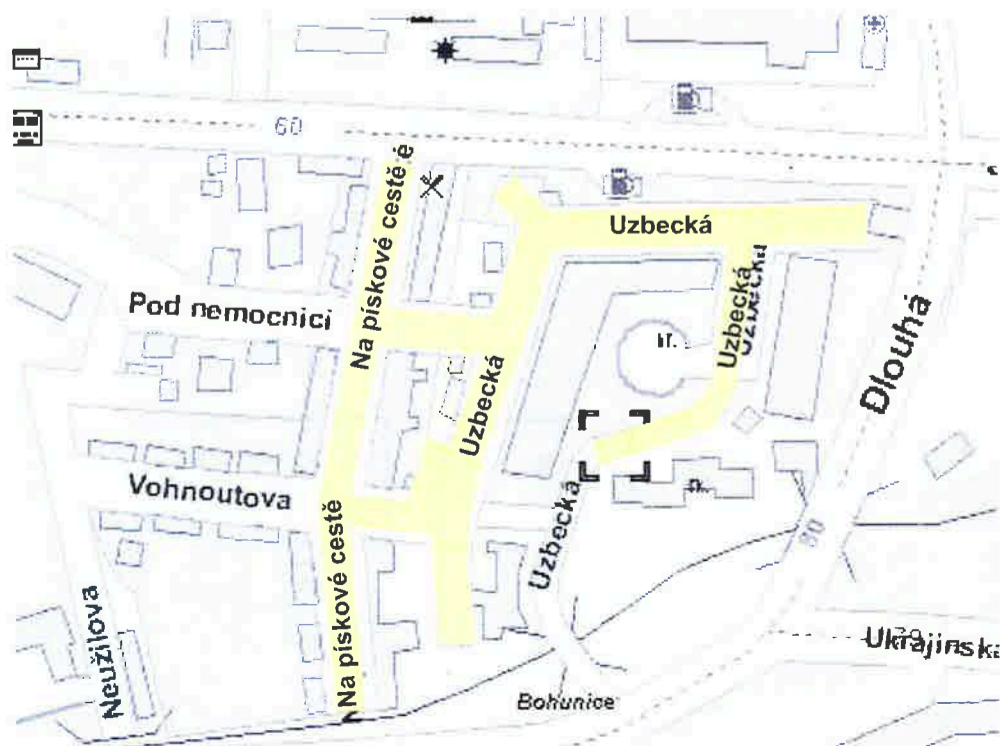 60
Na pískové cestě
Uzbecká
Uzbecká
Pod nemocnicí
Na pískové cestě
Uzbecká
Dlouhá
Vohnoutova
Uzbecká
80
Neužilova
Ukrajinská
Bohunice